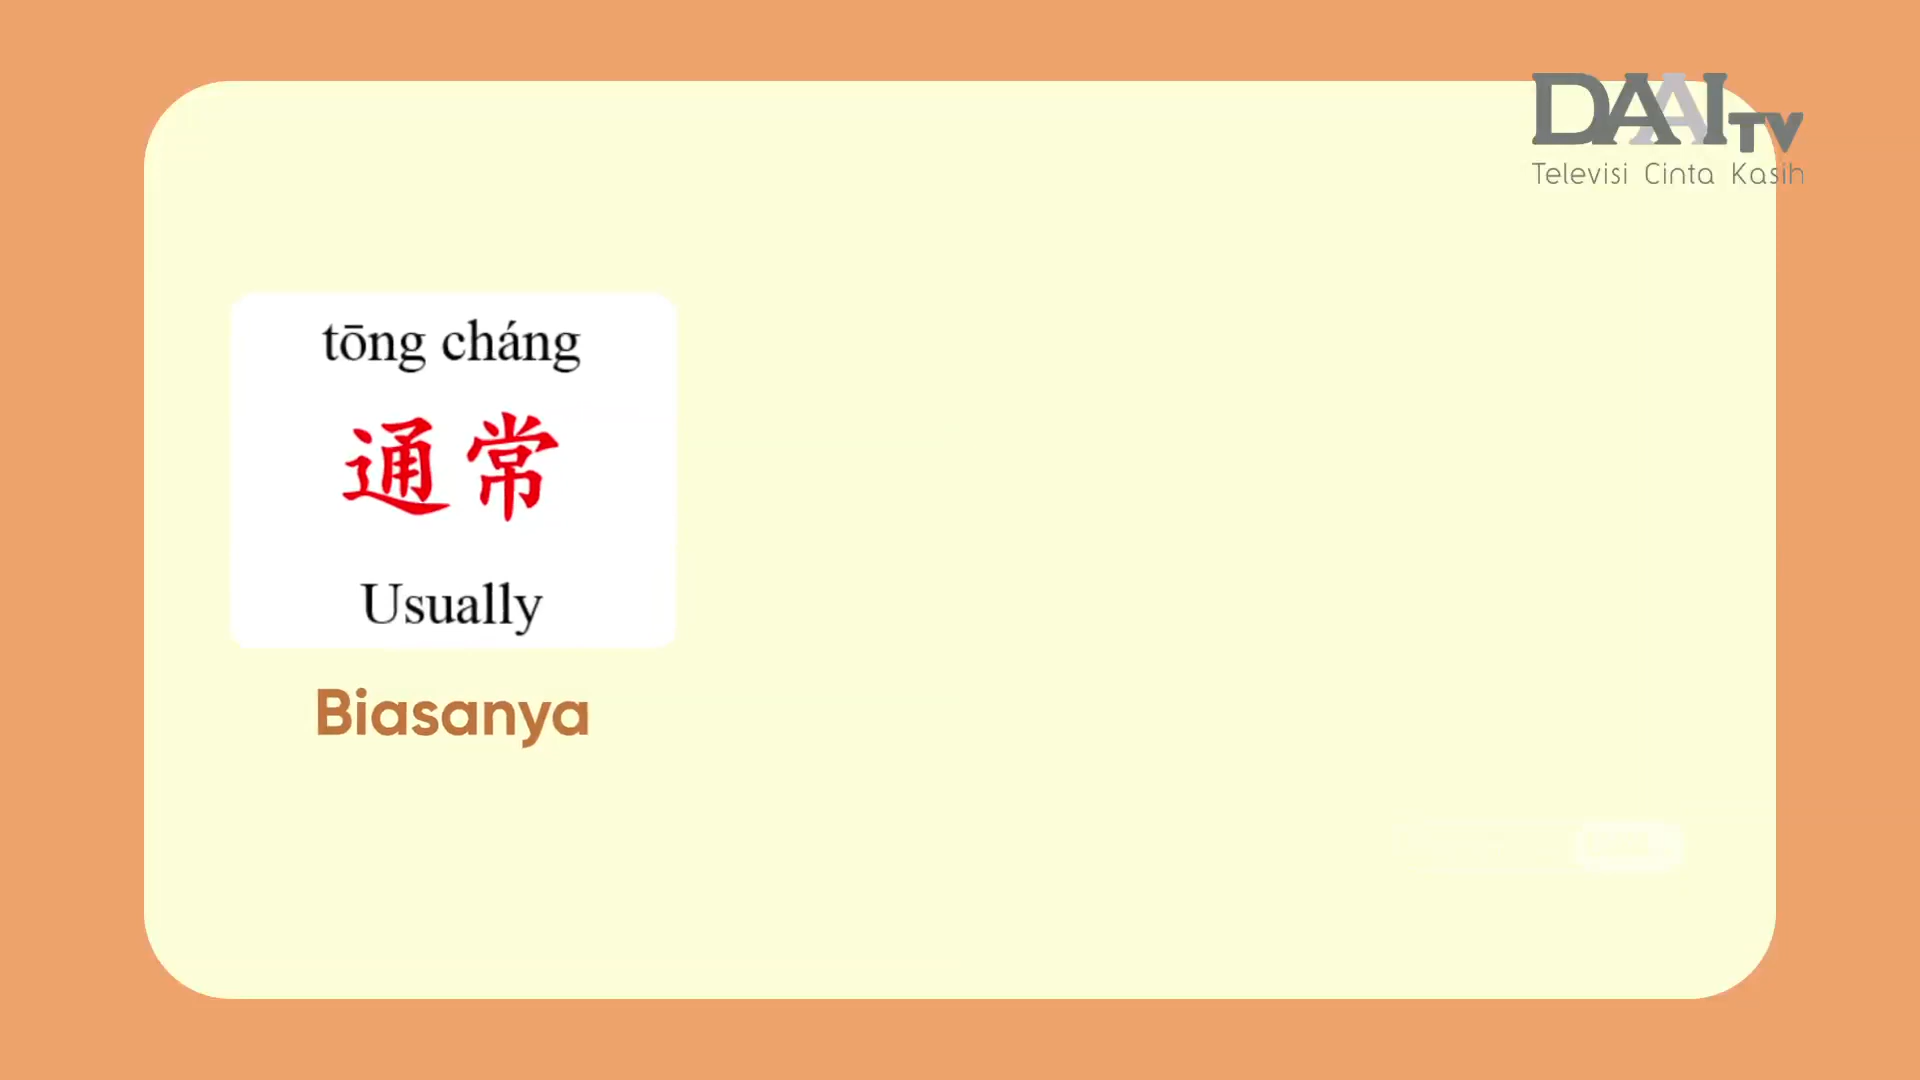 DAAI TV
Televisi Cinta Kasih
tōng cháng
通常
Usually
Biasanya